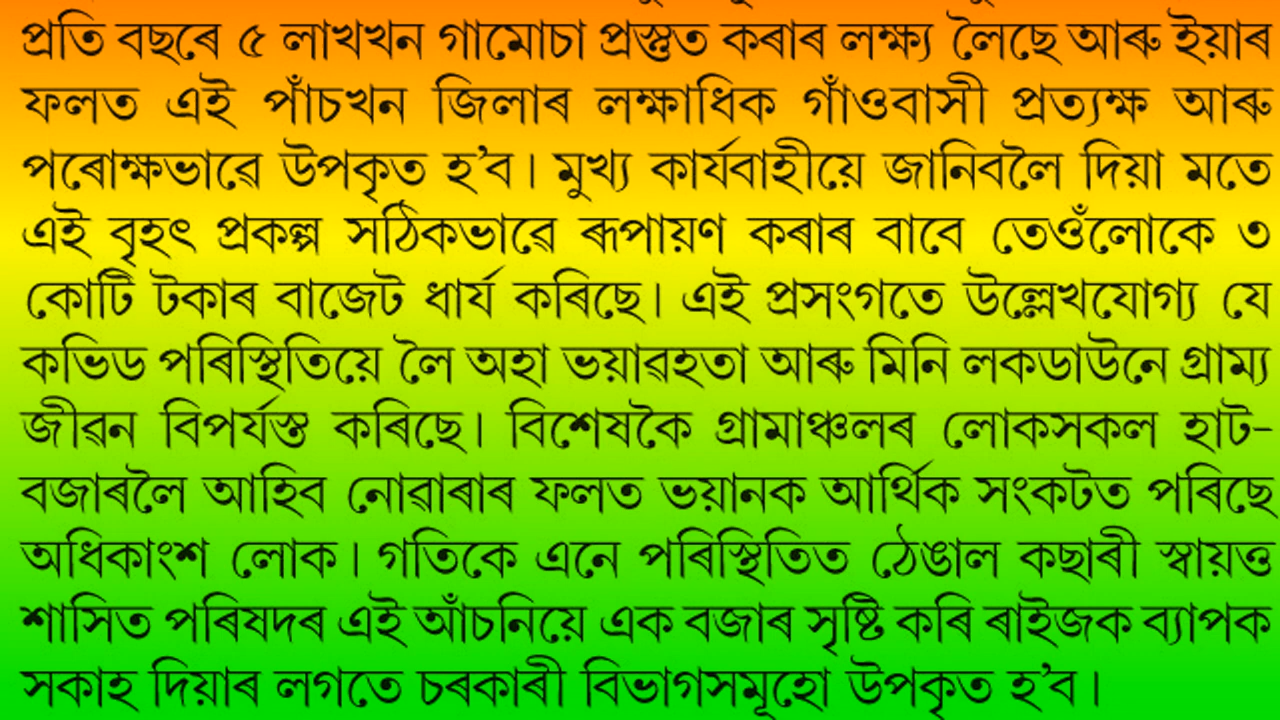 প্ৰতি বছৰে ৫ লাখখন গামোচা প্ৰস্তুত কৰাৰ লক্ষ্য লৈছে আৰু ইয়াৰ
ফলত এই পাঁচখন জিলাৰ লক্ষাধিক গাঁওবাসী প্ৰত্যক্ষ আৰু
পৰোক্ষভাৱে উপকৃত হ’ব। মুখ্য কাৰ্যবাহীয়ে জানিবলৈ দিয়া মতে
এই বৃহৎ প্ৰকল্প সঠিকভাৱে ৰূপায়ণ কৰাৰ বাবে তেওঁলোকে ৩
কোটি টকাৰ বাজেট ধাৰ্য কৰিছে। এই প্ৰসংগতে উল্লেখযোগ্য যে
কভিড পৰিস্থিতিয়ে লৈ অহা ভয়াৱহতা আৰু মিনি লকডাউনে গ্ৰাম্য
জীৱন বিপৰ্যস্ত কৰিছে। বিশেষকৈ গ্ৰামাঞ্চলৰ লোকসকল হাট-
বজাৰলৈ আহিব নোৱাৰাৰ ফলত ভয়ানক আৰ্থিক সংকটত পৰিছে
অধিকাংশ লোক। গতিকে এনে পৰিস্থিতিত ঠেঙাল কছাৰী স্বায়ত্ত
শাসিত পৰিষদৰ এই আঁচনিয়ে এক বজাৰ সৃষ্টি কৰি ৰাইজক ব্যাপক
সকাহ দিয়াৰ লগতে চৰকাৰী বিভাগসমূহো উপকৃত হ’ব।